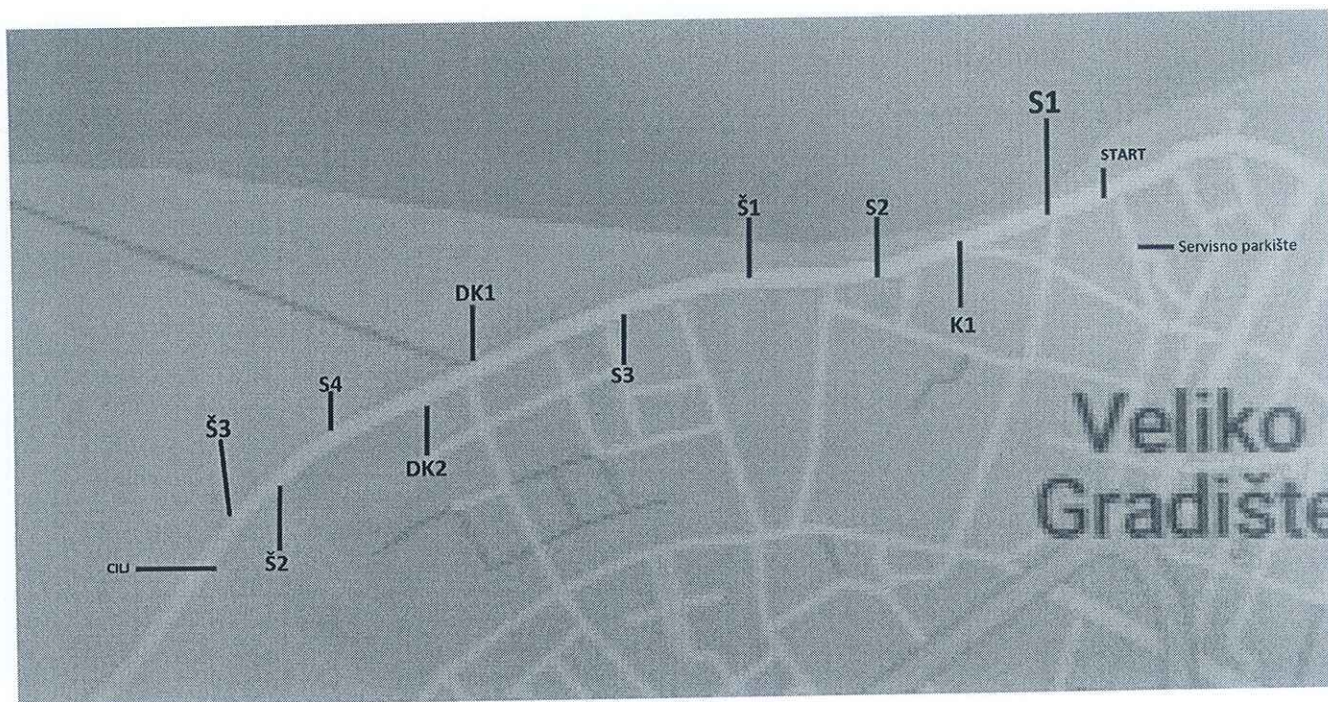 S1
START
Š1
S2
Servisno parkište
DK1
K1
S3
S4
Š3
DK2
Š2
CILJ
Veliko
Gradište